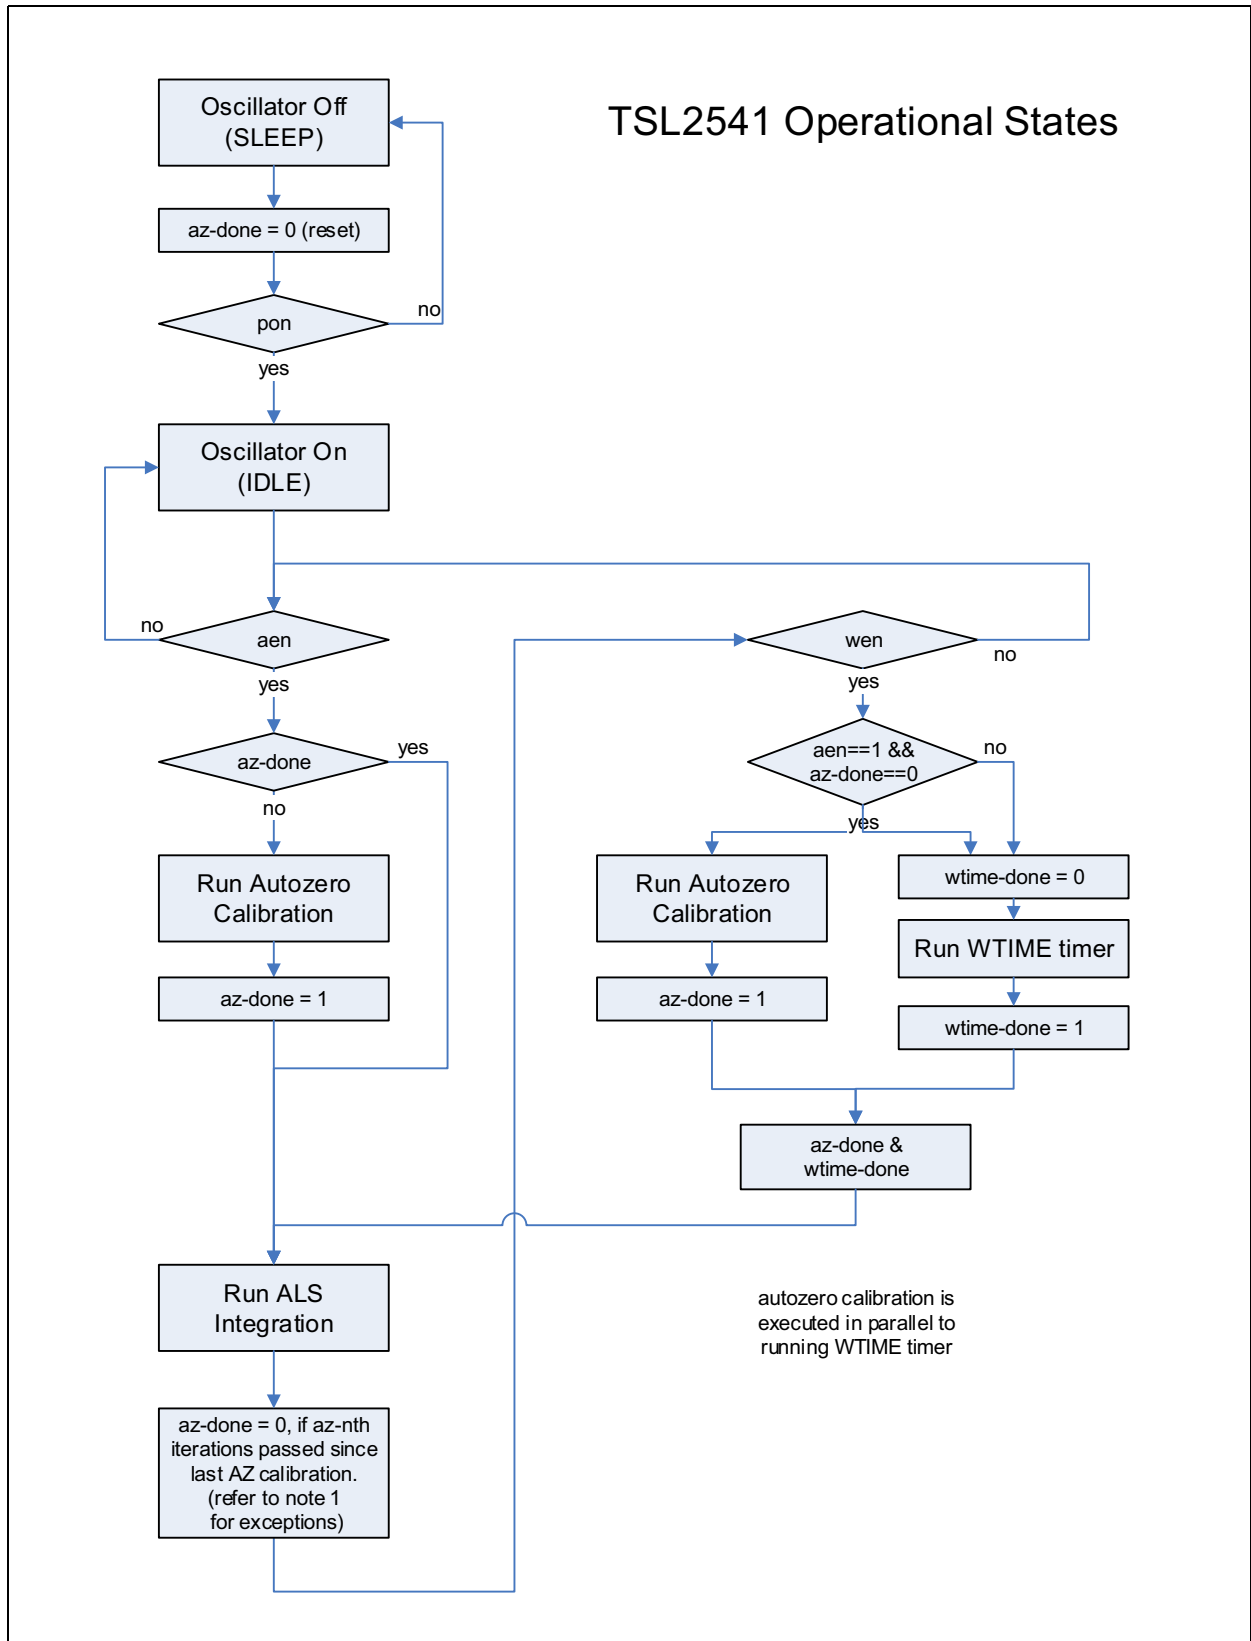 TSL2541 Operational States
Oscillator Off
(SLEEP)
az-done = 0 (reset)
pon
no
yes
Oscillator On
(IDLE)
aen
no
yes
az-done
yes
no
Run Autozero
Calibration
az-done = 1
Run ALS
Integration
az-done = 0, if az-nth
iterations passed since
last AZ calibration.
(refer to note 1
for exceptions)
wen
no
yes
aen==1 &&
az-done==0
no
yes
Run Autozero
Calibration
az-done = 1
wtime-done = 0
Run WTIME timer
wtime-done = 1
az-done &
wtime-done
autozero calibration is
executed in parallel to
running WTIME timer